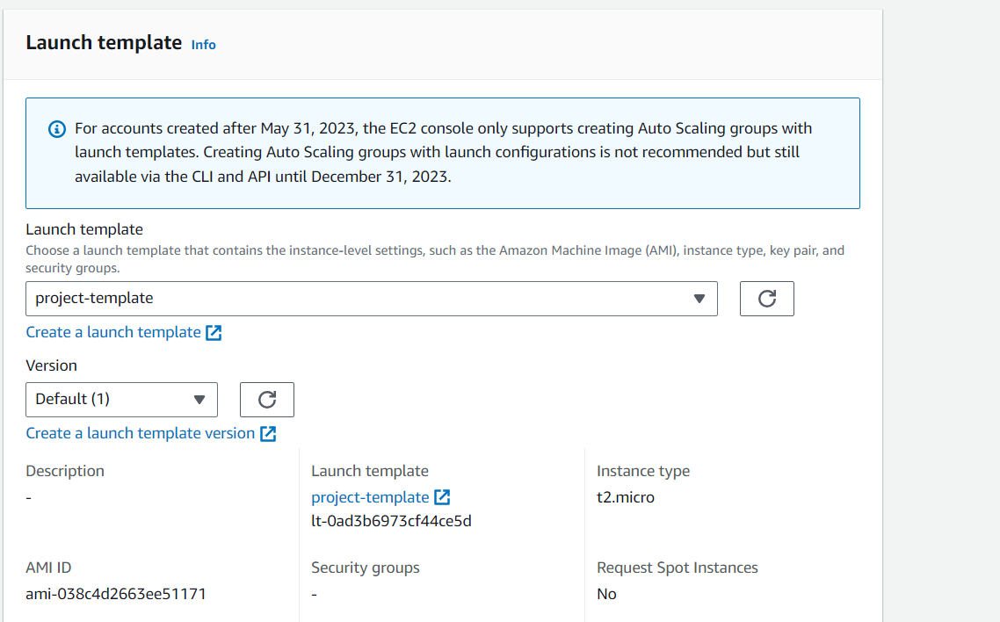 Launch template Info
For accounts created after May 31, 2023, the EC2 console only supports creating Auto Scaling groups with
launch templates. Creating Auto Scaling groups with launch configurations is not recommended but still
available via the CLI and API until December 31, 2023.
Launch template
Choose a launch template that contains the instance-level settings, such as the Amazon Machine Image (AMI), instance type, key pair, and
security groups.
project-template
Create a launch template
Version
Default (1)
Create a launch template version
Description
-
Launch template
project-template
lt-0ad3b6973cf44ce5d
Instance type
t2.micro
AMI ID
ami-038c4d2663ee51171
Security groups
-
Request Spot Instances
No